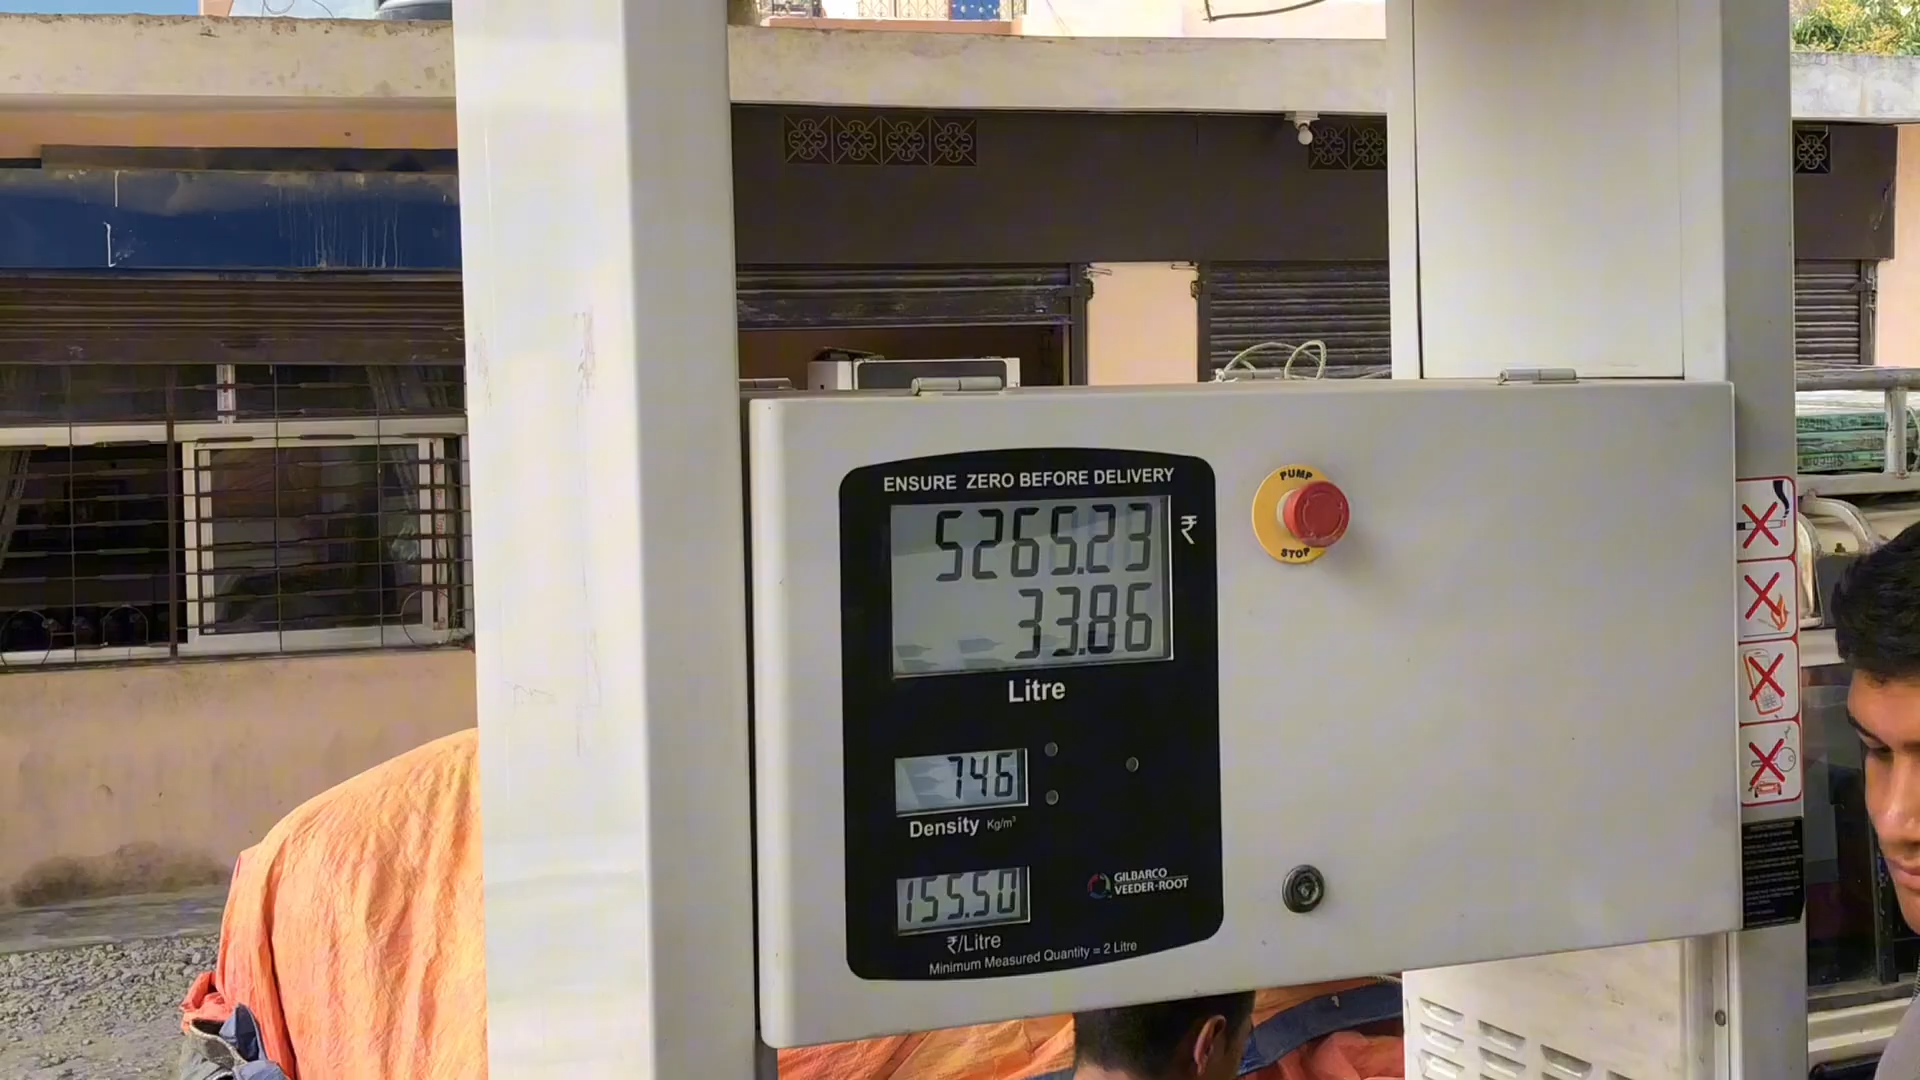 ENSURE ZERO BEFORE DELIVERY
5265.23 ₹
33.86
Litre
746
Density Kg/m³
155.50
₹/Litre
GILBARCO
VEEDER-ROOT
Minimum Measured Quantity = 2 Litre
PUMP
STOP